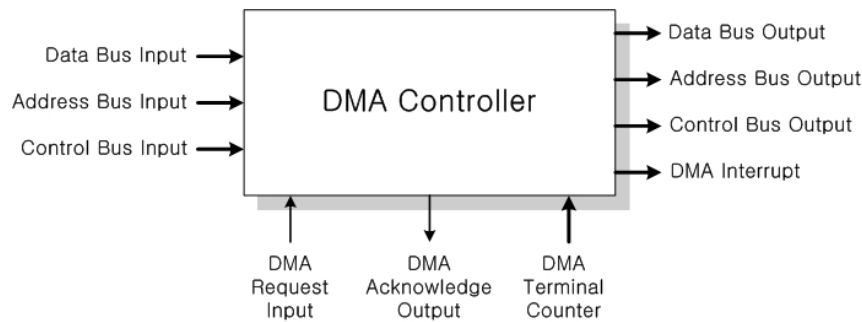 Data Bus Input
Address Bus Input
Control Bus Input
DMA Controller
Data Bus Output
Address Bus Output
Control Bus Output
DMA Interrupt
DMA
Request
Input
DMA
Acknowledge
Output
DMA
Terminal
Counter